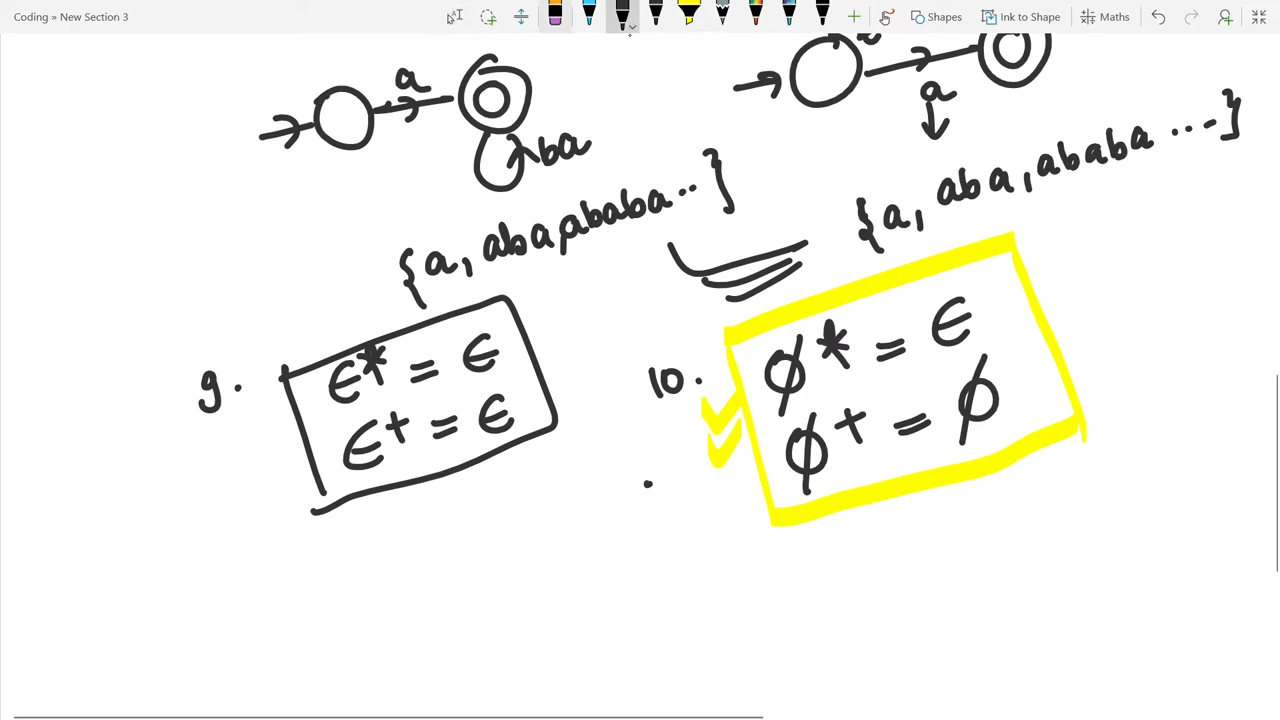 Coding » New Section 3
Shapes
Ink to Shape
Maths
a
ba
a
{a, aba, ababa..}
{a, aba, ababa ...}
9. ϵ* = ϵ
ϵ+ = ϵ
10. ϕ* = ϵ
ϕ+ = ϕ